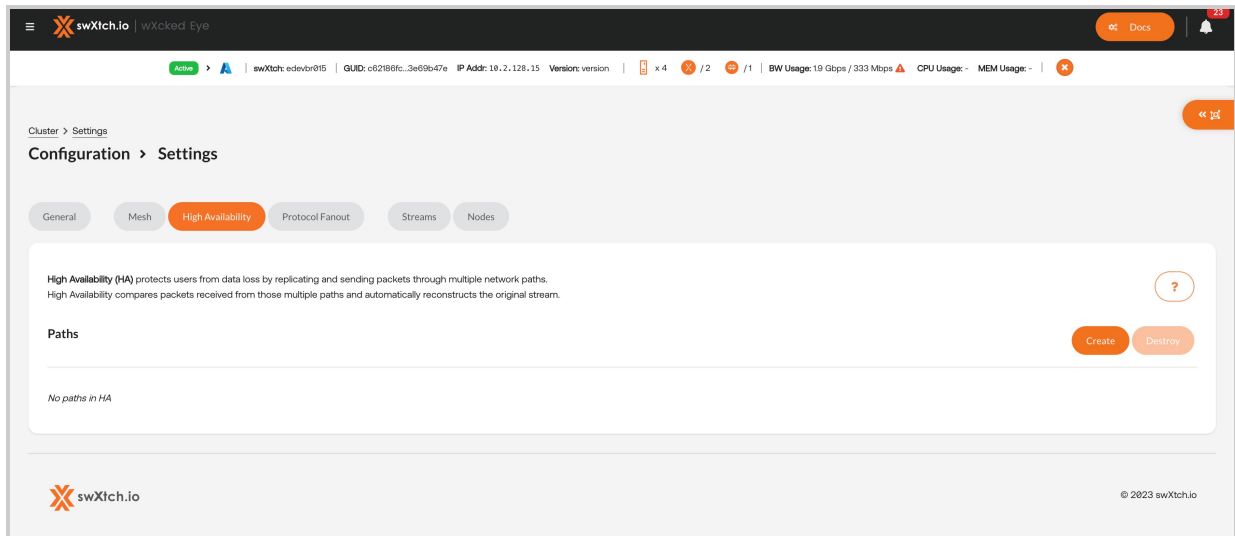 swXtch.io | wXcked Eye
Docs
23
Active > | swXtch: edevbr015 | GUID: c62186fc...3e69b47e IP Addr: 10.2.128.15 Version: version | x 4 / 2 / 1 | BW Usage: 1.9 Gbps / 333 Mbps CPU Usage: - MEM Usage: - |
Cluster > Settings
Configuration > Settings
General Mesh High Availability Protocol Fanout Streams Nodes
High Availability (HA) protects users from data loss by replicating and sending packets through multiple network paths.
High Availability compares packets received from those multiple paths and automatically reconstructs the original stream.
?
Paths
Create Destroy
No paths in HA
swXtch.io
© 2023 swXtch.io